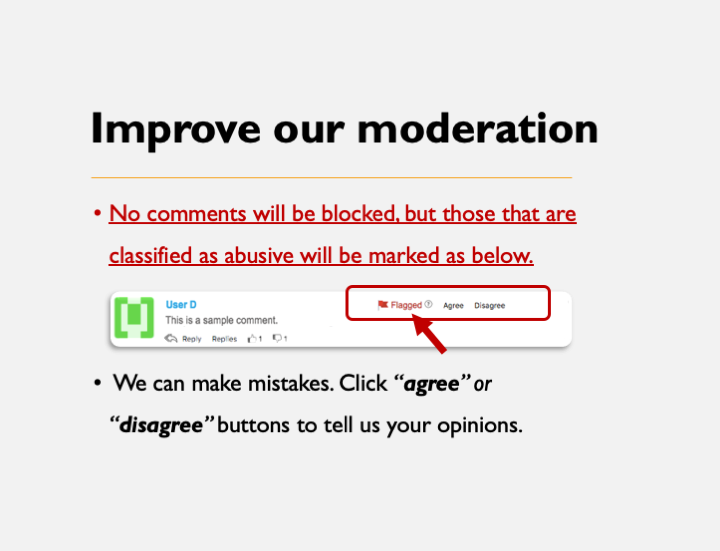 Improve our moderation
• No comments will be blocked, but those that are
classified as abusive will be marked as below.
User D
Flagged ? Agree Disagree
This is a sample comment.
Reply Replies 1 1
• We can make mistakes. Click “agree” or
“disagree” buttons to tell us your opinions.